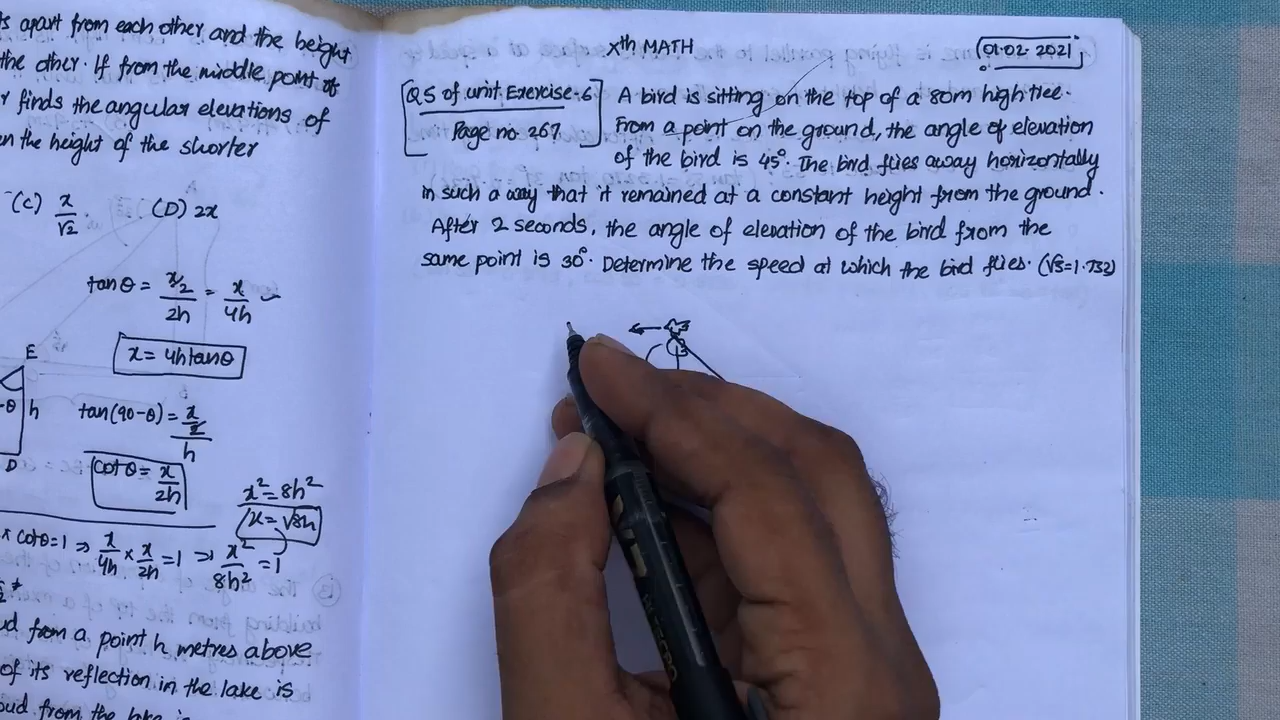 ts apart from each other and the height
the other. If from the middle point of
r finds the angular elevations of
n the height of the shorter
(C) x/√2 (D) 2x
tanθ = x/2/2h = x/4h
x = 4htanθ
E
-θ h
D
tan(90-θ) = x/2/h
cotθ = x/2h
x² = 8h²
x = √8h
x cotθ = 1 ⇒ x/4h × x/2h = 1 ⇒ x²/8h² = 1
ud from a point h metres above
of its reflection in the lake is
oud from the lake is
Xth MATH
01.02.2021
Q5 of unit Exercise-6
Page no. 267
A bird is sitting on the top of a 80m high tree.
From a point on the ground, the angle of elevation
of the bird is 45°. The bird flies away horizontally
in such a way that it remained at a constant height from the ground.
After 2 seconds, the angle of elevation of the bird from the
same point is 30°. Determine the speed at which the bird flies. (√3=1.732)